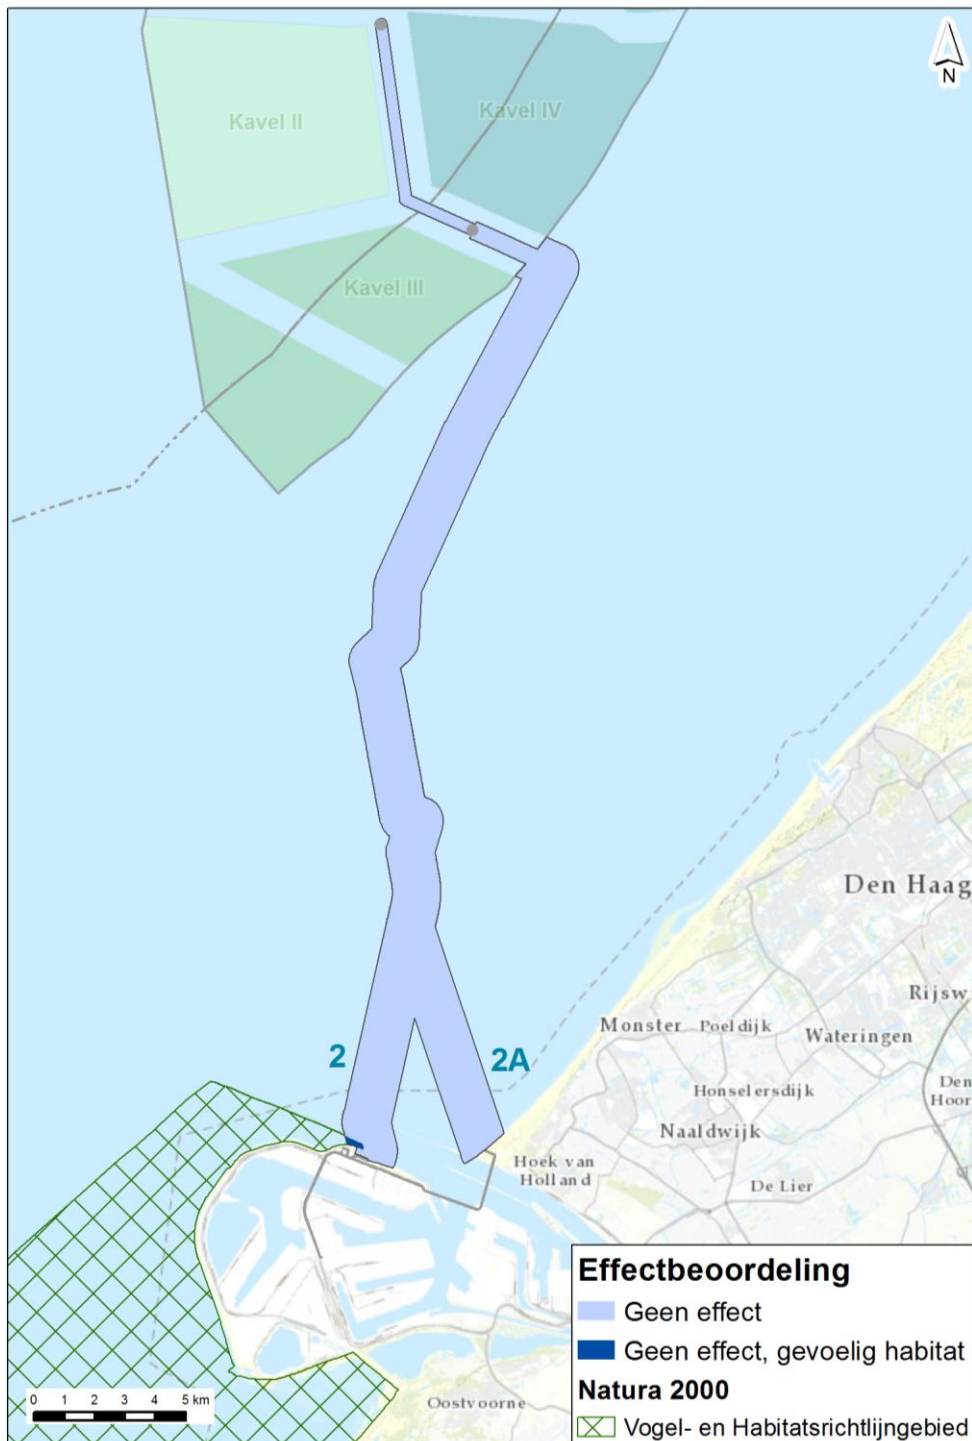 N
Kavel II
Kavel IV
Kavel III
Den Haag
Rijsw
Monster
Poeldijk
Wateringen
2
2A
Den
Hoor
Honselersdijk
Naaldwijk
Hoek van
Holland
De Lier
Effectbeoordeling
Geen effect
Geen effect, gevoelig habitat
Natura 2000
Vogel- en Habitatsrichtlijngebied
0 1 2 3 4 5 km
Oostvoorne